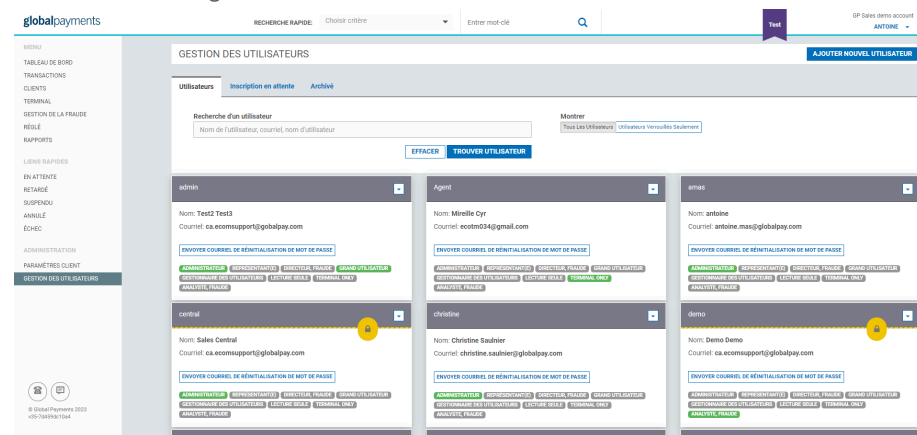 globalpayments
RECHERCHE RAPIDE: Choisir critère Entrer mot-clé
Test
GP Sales demo account
ANTOINE
MENU
TABLEAU DE BORD
TRANSACTIONS
CLIENTS
TERMINAL
GESTION DE LA FRAUDE
RÉGLÉ
RAPPORTS
LIENS RAPIDES
EN ATTENTE
RETARDÉ
SUSPENDU
ANNULÉ
ÉCHEC
ADMINISTRATION
PARAMÈTRES CLIENT
GESTION DES UTILISATEURS
© Global Payments 2023
GESTION DES UTILISATEURS
AJOUTER NOUVEL UTILISATEUR
Utilisateurs Inscription en attente Archivé
Recherche d'un utilisateur
Nom de l'utilisateur, courriel, nom d'utilisateur
Montrer
Tous Les Utilisateurs Utilisateurs Verrouillés Seulement
EFFACER TROUVER UTILISATEUR
admin
Nom: Test2 Test3
Courriel: ca.ecomsupport@gobalpay.com
ENVOYER COURRIEL DE RÉINITIALISATION DE MOT DE PASSE
ADMINISTRATEUR REPRÉSENTANT(E) DIRECTEUR, FRAUDE GRAND UTILISATEUR
GESTIONNAIRE DES UTILISATEURS LECTURE SEULE TERMINAL ONLY
ANALYSTE, FRAUDE
Agent
Nom: Mireille Cyr
Courriel: ecotm034@gmail.com
ENVOYER COURRIEL DE RÉINITIALISATION DE MOT DE PASSE
ADMINISTRATEUR REPRÉSENTANT(E) DIRECTEUR, FRAUDE GRAND UTILISATEUR
GESTIONNAIRE DES UTILISATEURS LECTURE SEULE TERMINAL ONLY
ANALYSTE, FRAUDE
amas
Nom: antoine
Courriel: antoine.mas@globalpay.com
ENVOYER COURRIEL DE RÉINITIALISATION DE MOT DE PASSE
ADMINISTRATEUR REPRÉSENTANT(E) DIRECTEUR, FRAUDE GRAND UTILISATEUR
GESTIONNAIRE DES UTILISATEURS LECTURE SEULE TERMINAL ONLY
ANALYSTE, FRAUDE
central
Nom: Sales Central
Courriel: ca.ecomsupport@globalpay.com
ENVOYER COURRIEL DE RÉINITIALISATION DE MOT DE PASSE
ADMINISTRATEUR REPRÉSENTANT(E) DIRECTEUR, FRAUDE GRAND UTILISATEUR
GESTIONNAIRE DES UTILISATEURS LECTURE SEULE TERMINAL ONLY
ANALYSTE, FRAUDE
christine
Nom: Christine Saulnier
Courriel: christine.saulnier@globalpay.com
ENVOYER COURRIEL DE RÉINITIALISATION DE MOT DE PASSE
ADMINISTRATEUR REPRÉSENTANT(E) DIRECTEUR, FRAUDE GRAND UTILISATEUR
GESTIONNAIRE DES UTILISATEURS LECTURE SEULE TERMINAL ONLY
ANALYSTE, FRAUDE
demo
Nom: Demo Demo
Courriel: ca.ecomsupport@globalpay.com
ENVOYER COURRIEL DE RÉINITIALISATION DE MOT DE PASSE
ADMINISTRATEUR REPRÉSENTANT(E) DIRECTEUR, FRAUDE GRAND UTILISATEUR
GESTIONNAIRE DES UTILISATEURS LECTURE SEULE TERMINAL ONLY
ANALYSTE, FRAUDE